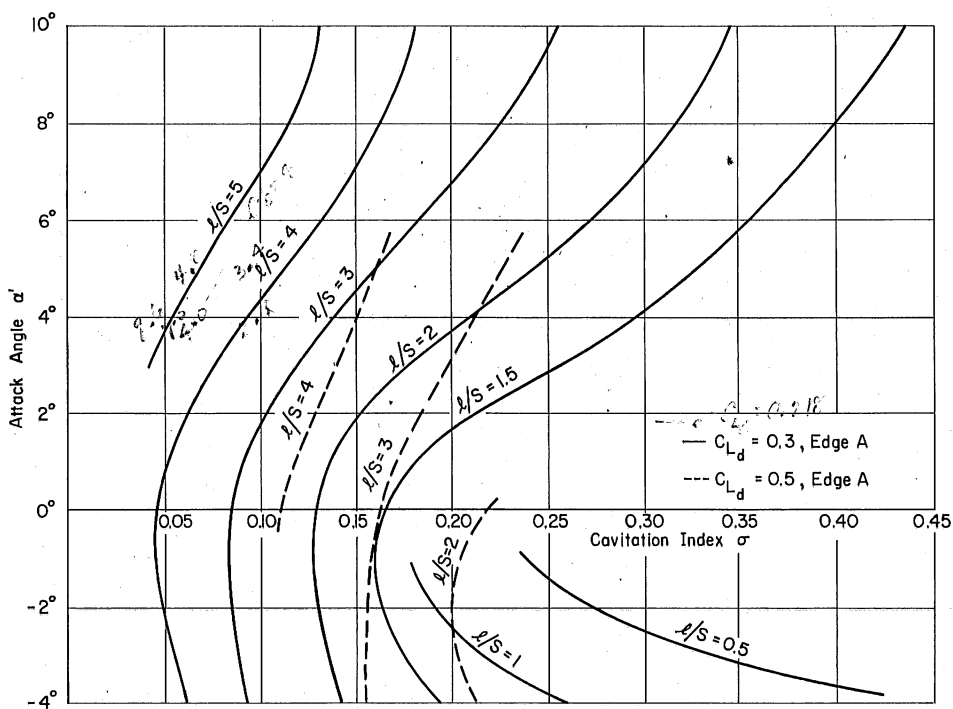 10°
8°
6°
4°
2°
0°
-2°
-4°
Attack Angle α'
0.05
0.10
0.15
0.20
0.25
0.30
0.35
0.40
0.45
Cavitation Index σ
ℓ/S = 5
ℓ/S = 4
ℓ/S = 3
ℓ/S = 2
ℓ/S = 1.5
ℓ/S = 4
ℓ/S = 3
ℓ/S = 2
ℓ/S = 1
ℓ/S = 0.5
— C_Ld = 0.3, Edge A
--- C_Ld = 0.5, Edge A